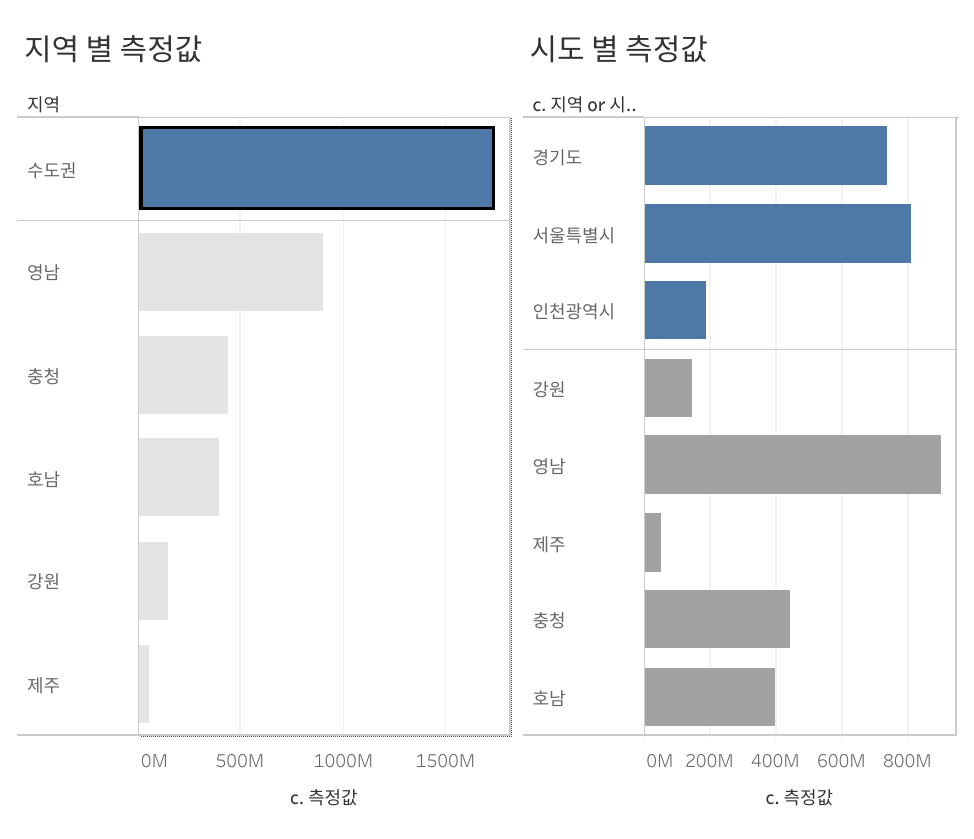 지역 별 측정값
지역
수도권
영남
충청
호남
강원
제주
0M 500M 1000M 1500M
c. 측정값
시도 별 측정값
c. 지역 or 시..
경기도
서울특별시
인천광역시
강원
영남
제주
충청
호남
0M 200M 400M 600M 800M
c. 측정값